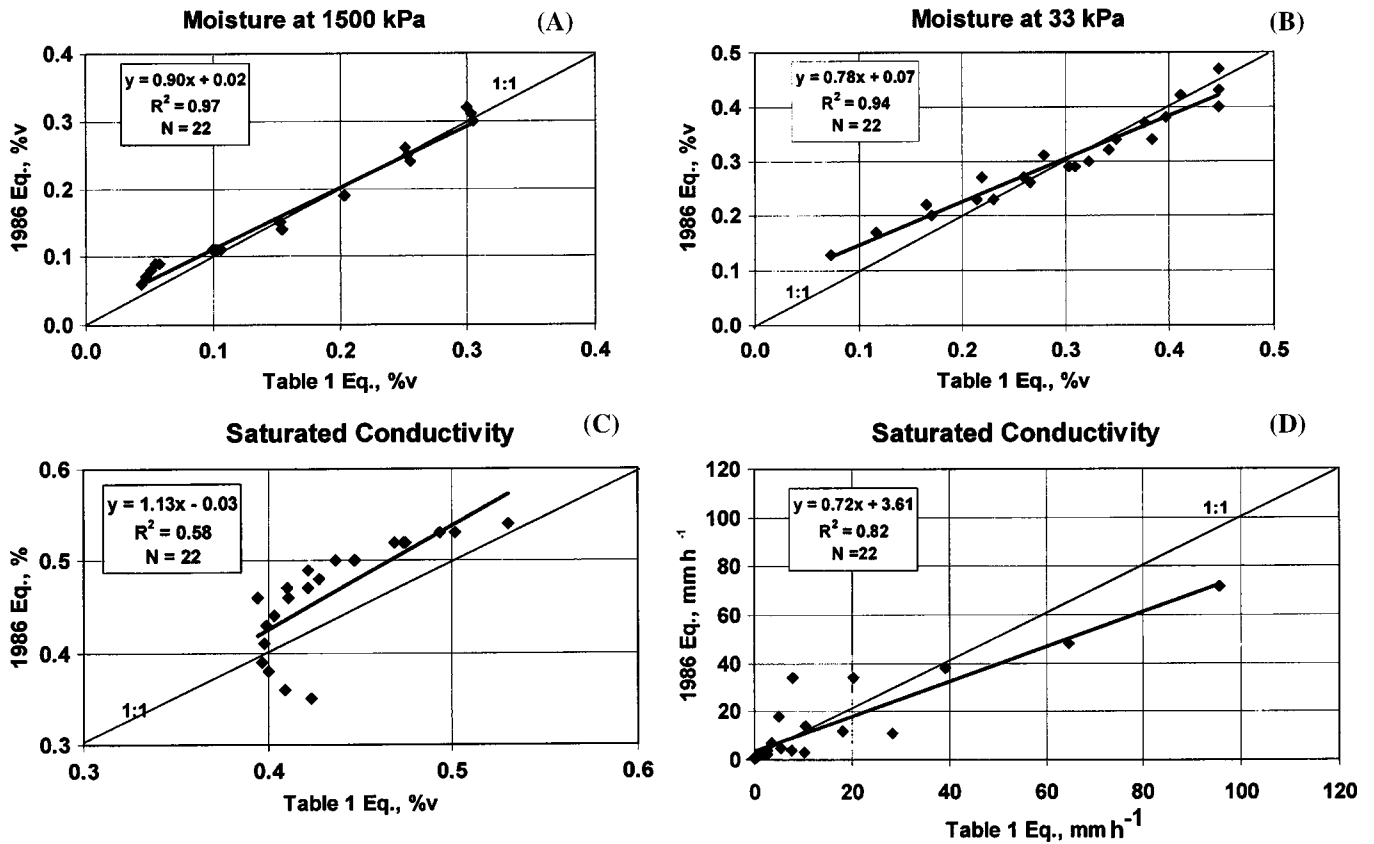 Moisture at 1500 kPa (A)
0.4
0.3
0.2
0.1
0.0
1986 Eq., %v
y = 0.90x + 0.02
R² = 0.97
N = 22
1:1
0.0 0.1 0.2 0.3 0.4
Table 1 Eq., %v
Moisture at 33 kPa (B)
0.5
0.4
0.3
0.2
0.1
0.0
1986 Eq., %v
y = 0.78x + 0.07
R² = 0.94
N = 22
1:1
0.1 0.2 0.3 0.4 0.5
Table 1 Eq., %v
Saturated Conductivity (C)
0.6
0.5
0.4
0.3
1986 Eq., %
y = 1.13x - 0.03
R² = 0.58
N = 22
1:1
0.3 0.4 0.5 0.6
Table 1 Eq., %v
Saturated Conductivity (D)
120
100
80
60
40
20
0
1986 Eq., mm h⁻¹
y = 0.72x + 3.61
R² = 0.82
N =22
1:1
0 20 40 60 80 100 120
Table 1 Eq., mm h⁻¹